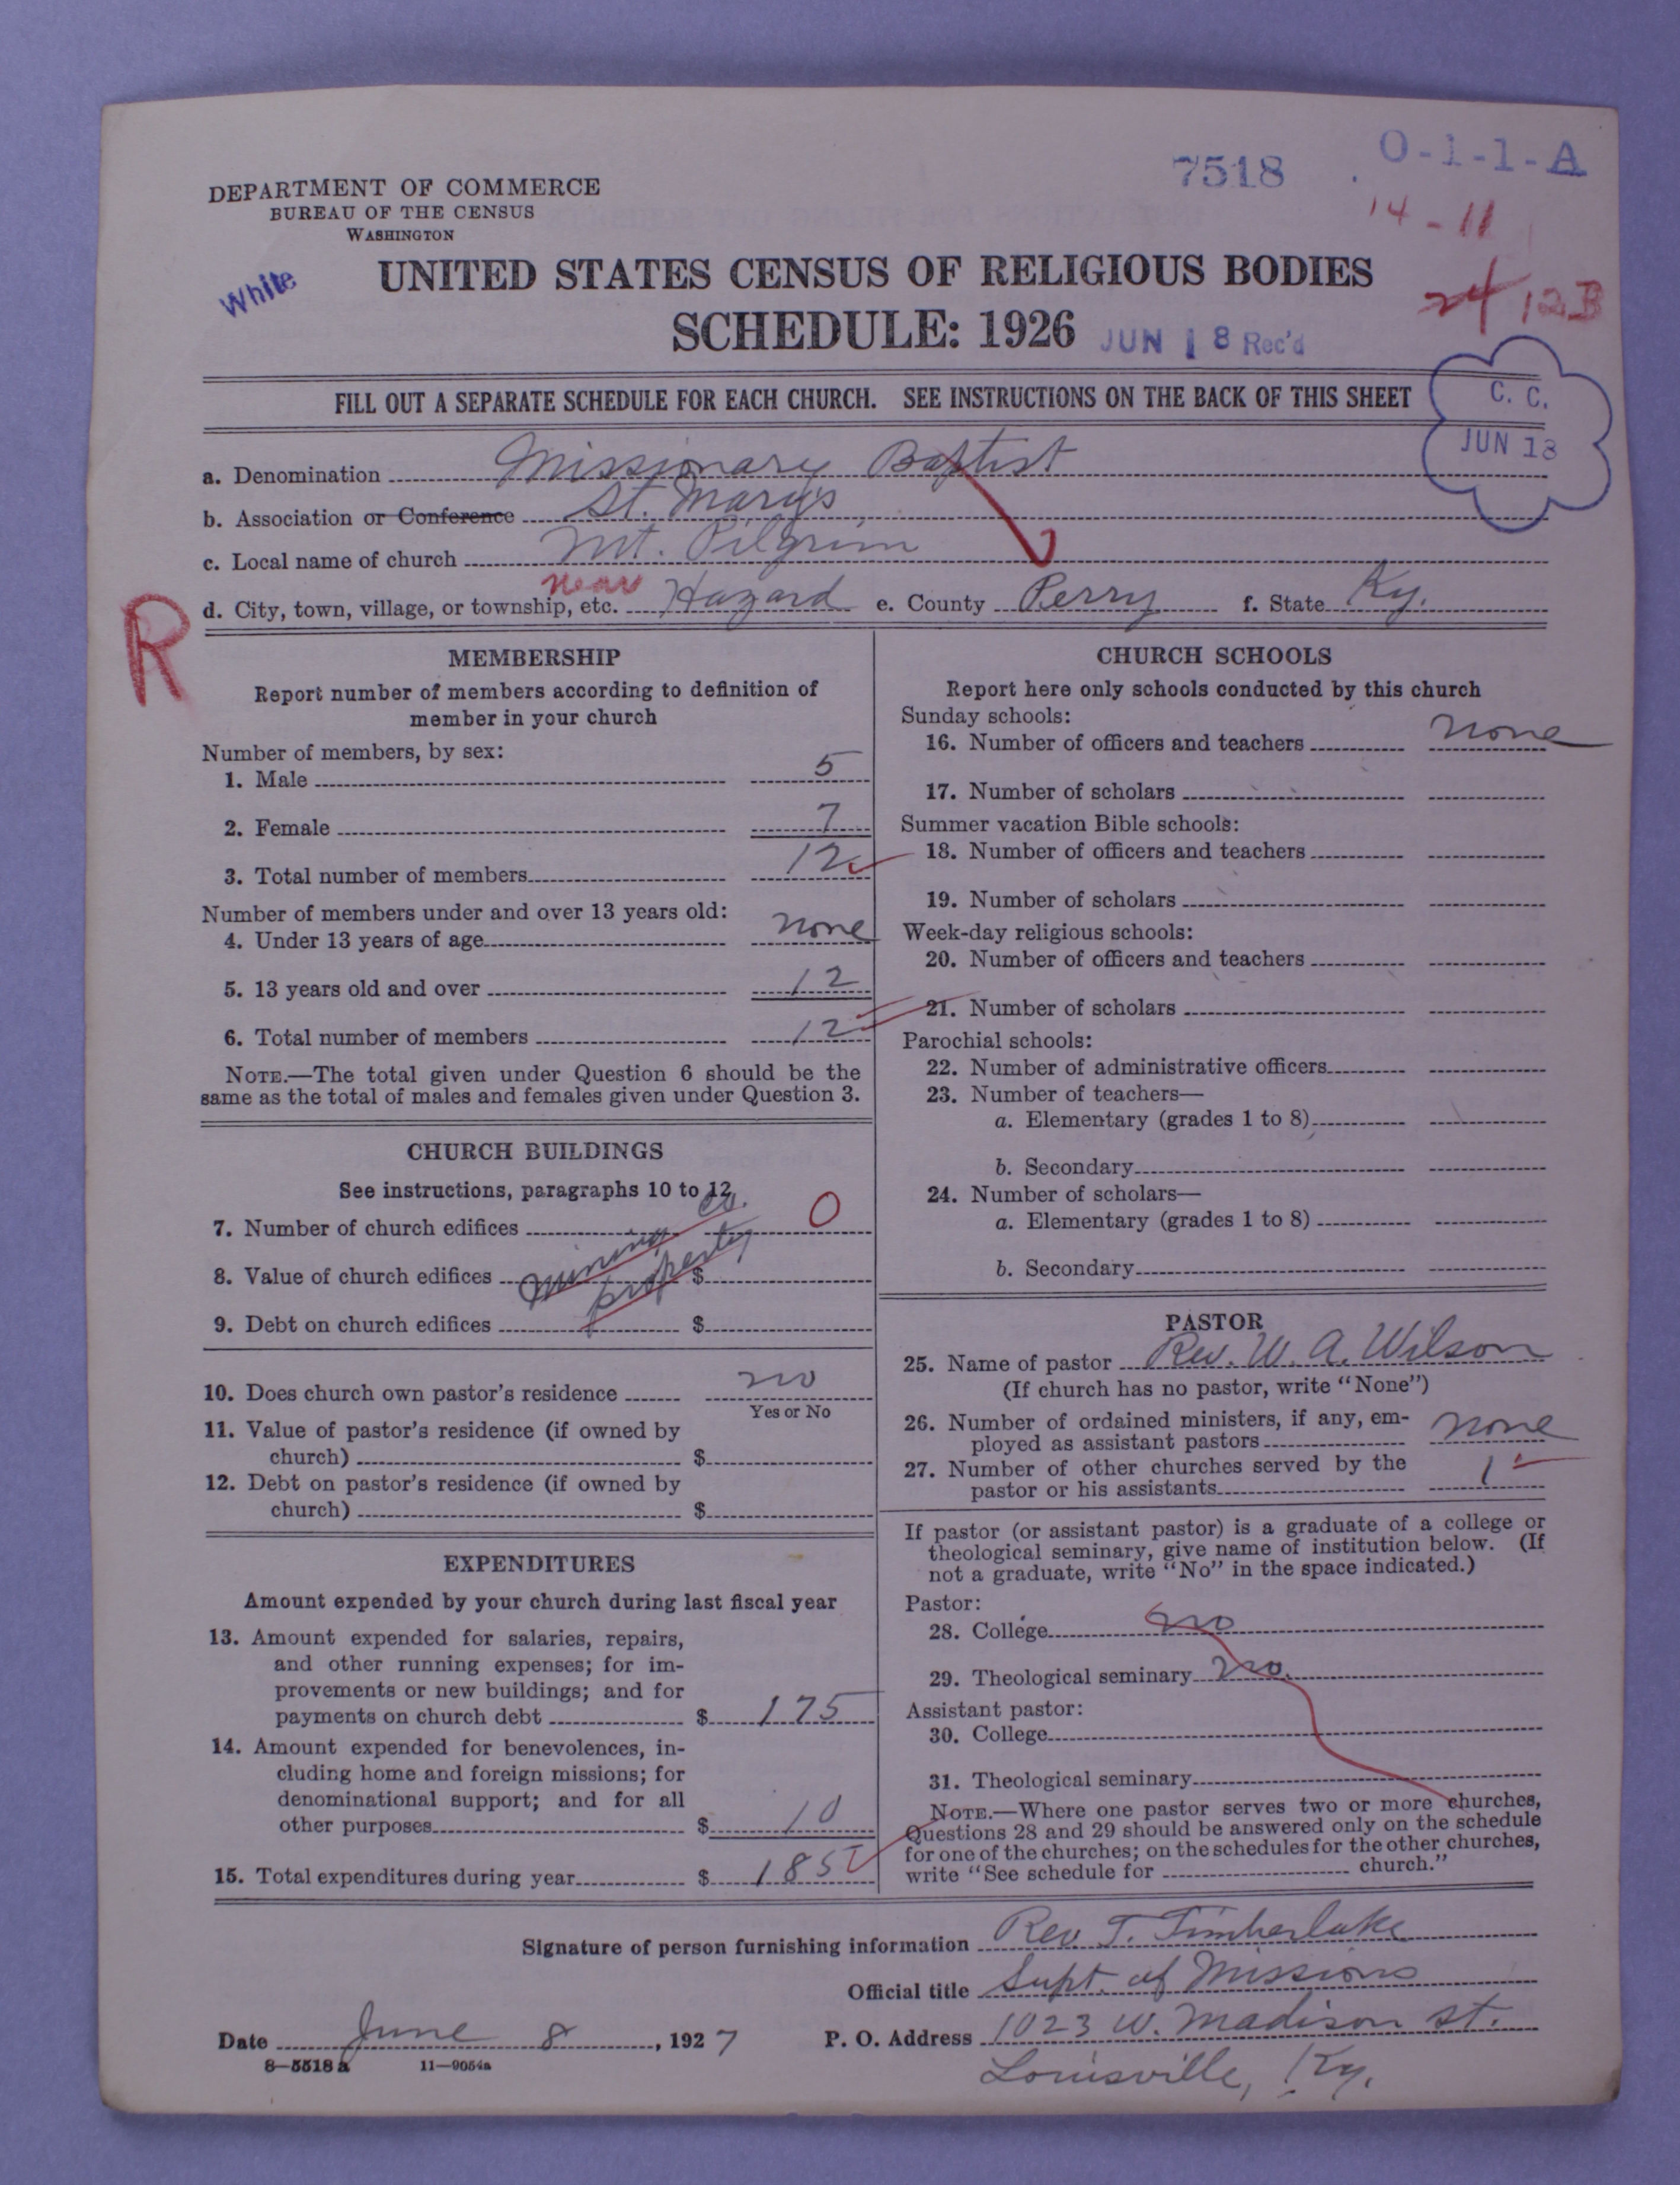 7518 . 0-1-1-A
DEPARTMENT OF COMMERCE
BUREAU OF THE CENSUS
WASHINGTON
14-11
White
UNITED STATES CENSUS OF RELIGIOUS BODIES
24 12B
SCHEDULE: 1926 JUN 18 Rec'd
FILL OUT A SEPARATE SCHEDULE FOR EACH CHURCH. SEE INSTRUCTIONS ON THE BACK OF THIS SHEET
C. C.
JUN 13
a. Denomination Missionary Baptist
b. Association or Conference St. Mary's
c. Local name of church Mt. Pilgrim
d. City, town, village, or township, etc. near Hazard e. County Perry f. State Ky.
R
MEMBERSHIP
Report number of members according to definition of
member in your church
Number of members, by sex:
1. Male 5
2. Female 7
3. Total number of members 12
Number of members under and over 13 years old:
4. Under 13 years of age none
5. 13 years old and over 12
6. Total number of members 12
NOTE.—The total given under Question 6 should be the
same as the total of males and females given under Question 3.
CHURCH BUILDINGS
See instructions, paragraphs 10 to 12
7. Number of church edifices 0
mining co.
property
8. Value of church edifices $
9. Debt on church edifices $
10. Does church own pastor's residence no
Yes or No
11. Value of pastor's residence (if owned by
church) $
12. Debt on pastor's residence (if owned by
church) $
EXPENDITURES
Amount expended by your church during last fiscal year
13. Amount expended for salaries, repairs,
and other running expenses; for im-
provements or new buildings; and for
payments on church debt $ 175
14. Amount expended for benevolences, in-
cluding home and foreign missions; for
denominational support; and for all
other purposes $ 10
15. Total expenditures during year $ 185
CHURCH SCHOOLS
Report here only schools conducted by this church
Sunday schools:
16. Number of officers and teachers none
17. Number of scholars
Summer vacation Bible schools:
18. Number of officers and teachers
19. Number of scholars
Week-day religious schools:
20. Number of officers and teachers
21. Number of scholars
Parochial schools:
22. Number of administrative officers
23. Number of teachers—
a. Elementary (grades 1 to 8)
b. Secondary
24. Number of scholars—
a. Elementary (grades 1 to 8)
b. Secondary
PASTOR
25. Name of pastor Rev. W. A. Wilson
(If church has no pastor, write "None")
26. Number of ordained ministers, if any, em-
ployed as assistant pastors none
27. Number of other churches served by the
pastor or his assistants 1
If pastor (or assistant pastor) is a graduate of a college or
theological seminary, give name of institution below. (If
not a graduate, write "No" in the space indicated.)
Pastor:
28. College no
29. Theological seminary no.
Assistant pastor:
30. College
31. Theological seminary
NOTE.—Where one pastor serves two or more churches,
Questions 28 and 29 should be answered only on the schedule
for one of the churches; on the schedules for the other churches,
write "See schedule for church."
Signature of person furnishing information Rev T. Timberlake
Official title Supt. of Missions
Date June 8, 1927 P. O. Address 1023 W. Madison St.
8—5518a 11—9054a
Louisville, Ky.